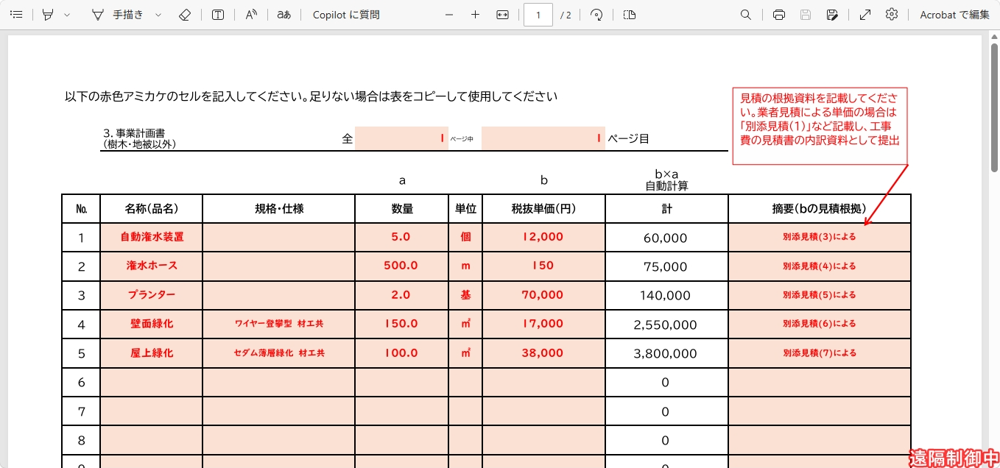 手描き
T
A
aあ
Copilot に質問
1
/ 2
Acrobat で編集
以下の赤色アミカケのセルを記入してください。足りない場合は表をコピーして使用してください
見積の根拠資料を記載してくださ
い。業者見積による単価の場合は
「別添見積(1)」など記載し、工事
費の見積書の内訳資料として提出
3. 事業計画書
(樹木・地被以外)
全 1 ページ中 1 ページ目
a b b×a
自動計算
No. 名称(品名) 規格・仕様 数量 単位 税抜単価(円) 計 摘要(bの見積根拠)
1 自動潅水装置 5.0 個 12,000 60,000 別添見積(3)による
2 潅水ホース 500.0 m 150 75,000 別添見積(4)による
3 プランター 2.0 基 70,000 140,000 別添見積(5)による
4 壁面緑化 ワイヤー登攀型 材工共 150.0 ㎡ 17,000 2,550,000 別添見積(6)による
5 屋上緑化 セダム薄層緑化 材工共 100.0 ㎡ 38,000 3,800,000 別添見積(7)による
6 0
7 0
8 0
遠隔制御中